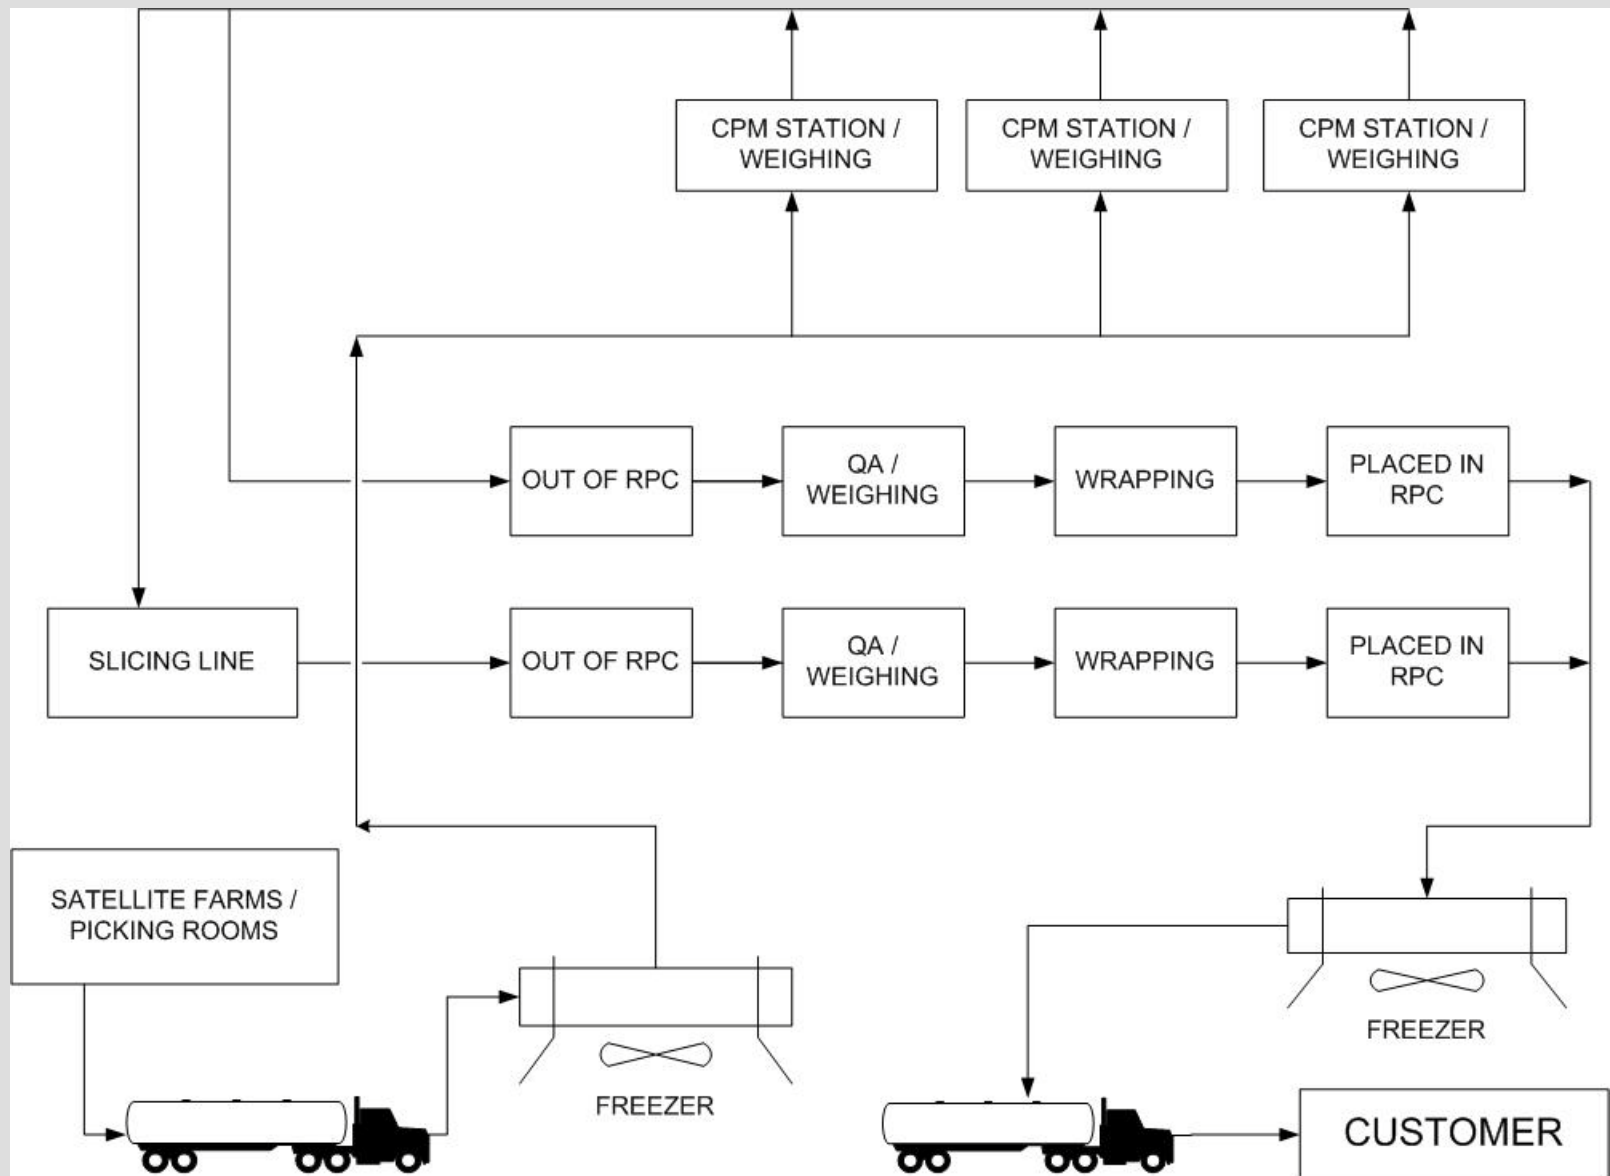 CPM STATION /
WEIGHING
CPM STATION /
WEIGHING
CPM STATION /
WEIGHING
OUT OF RPC
QA /
WEIGHING
WRAPPING
PLACED IN
RPC
SLICING LINE
OUT OF RPC
QA /
WEIGHING
WRAPPING
PLACED IN
RPC
SATELLITE FARMS /
PICKING ROOMS
FREEZER
FREEZER
CUSTOMER